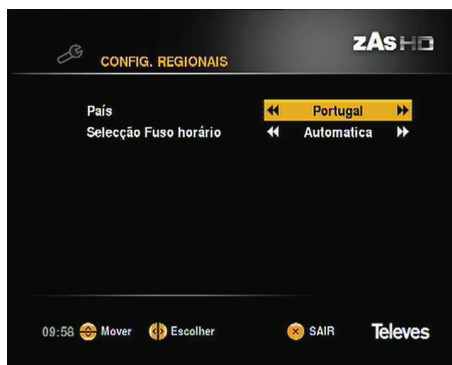 zAs HD
CONFIG. REGIONAIS
País Portugal
Selecção Fuso horário Automatica
09:58 Mover Escolher SAIR Televes